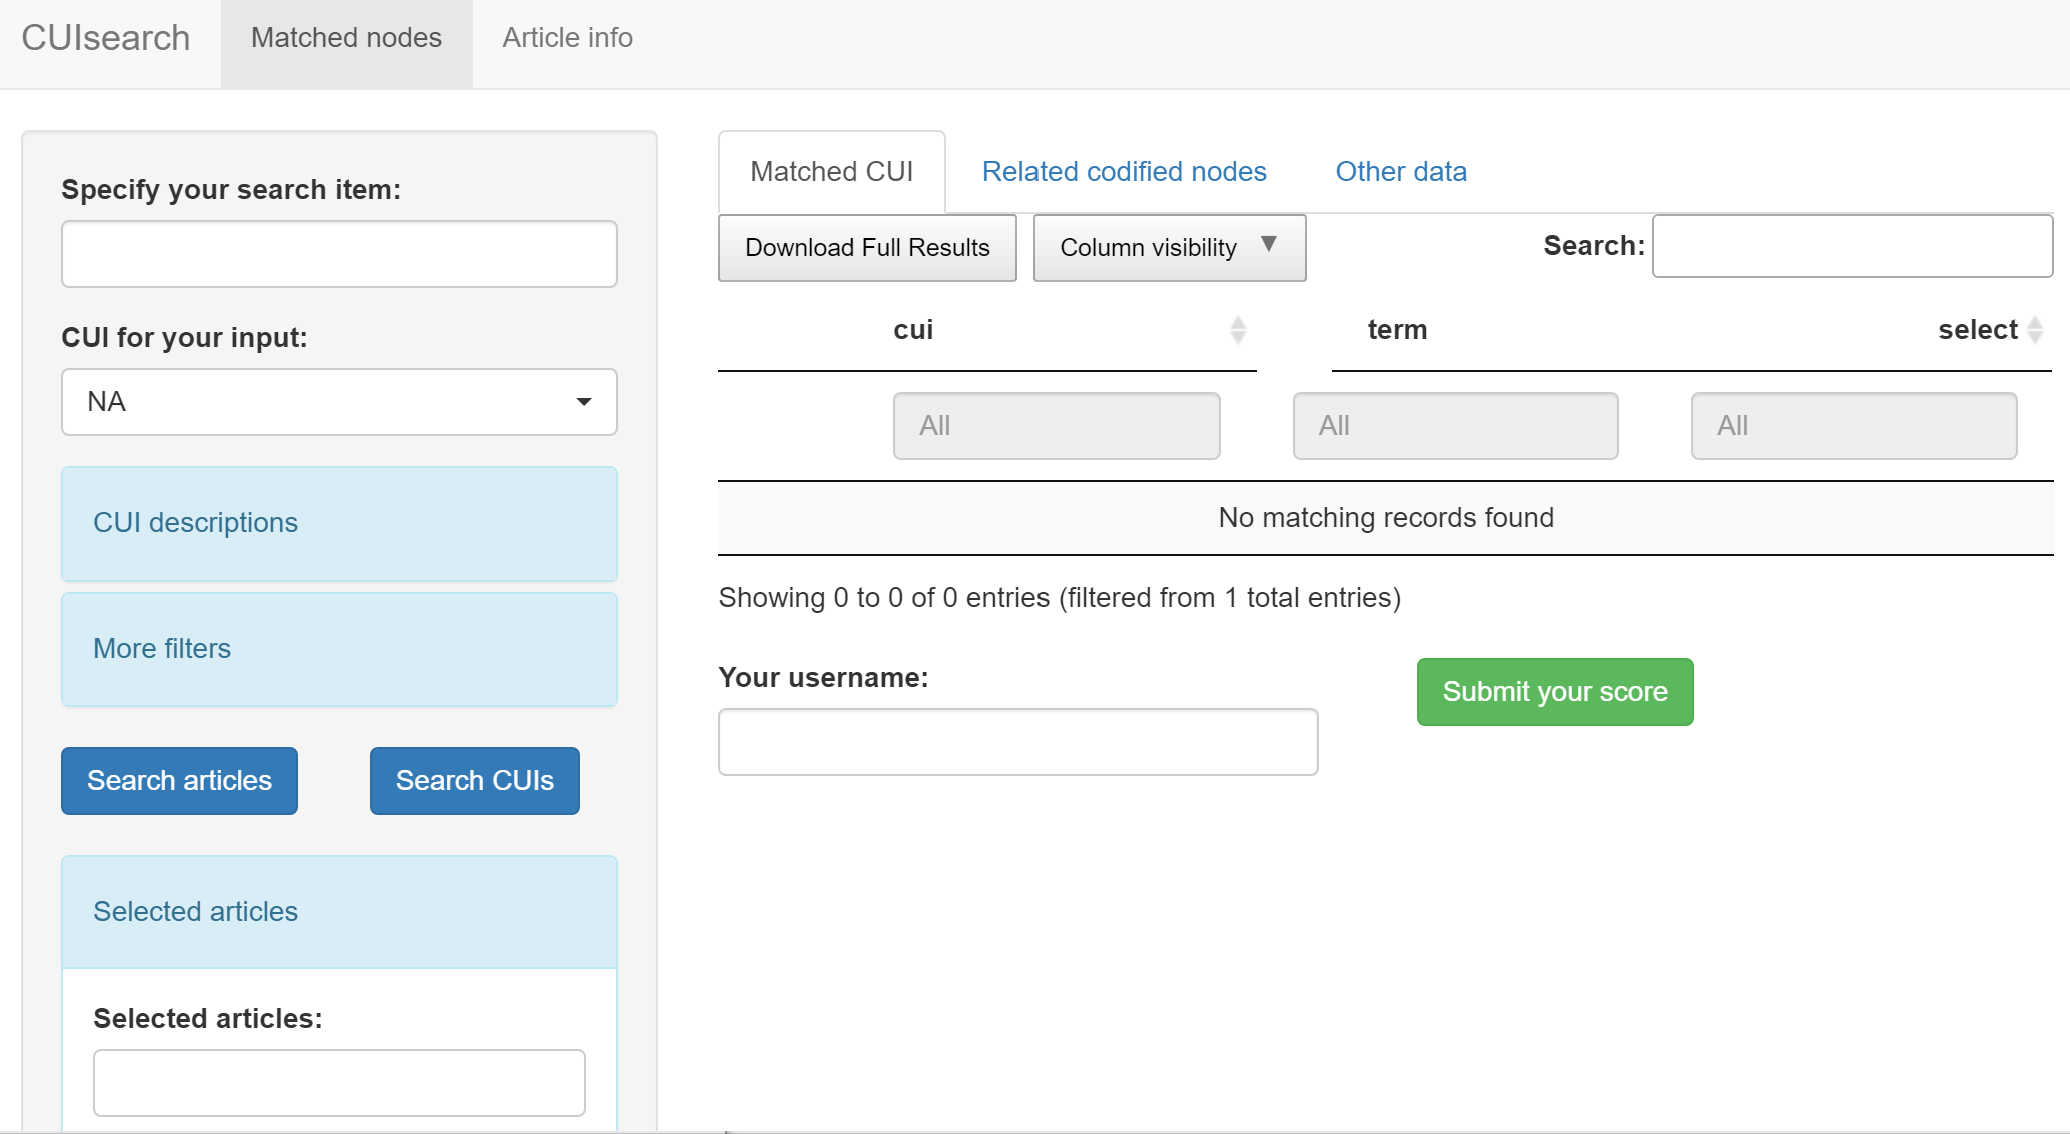 CUIsearch
Matched nodes
Article info
Specify your search item:
CUI for your input:
NA
CUI descriptions
More filters
Search articles
Search CUIs
Selected articles
Selected articles:
Matched CUI
Related codified nodes
Other data
Download Full Results
Column visibility ▼
Search:
cui
term
select
All
All
All
No matching records found
Showing 0 to 0 of 0 entries (filtered from 1 total entries)
Your username:
Submit your score